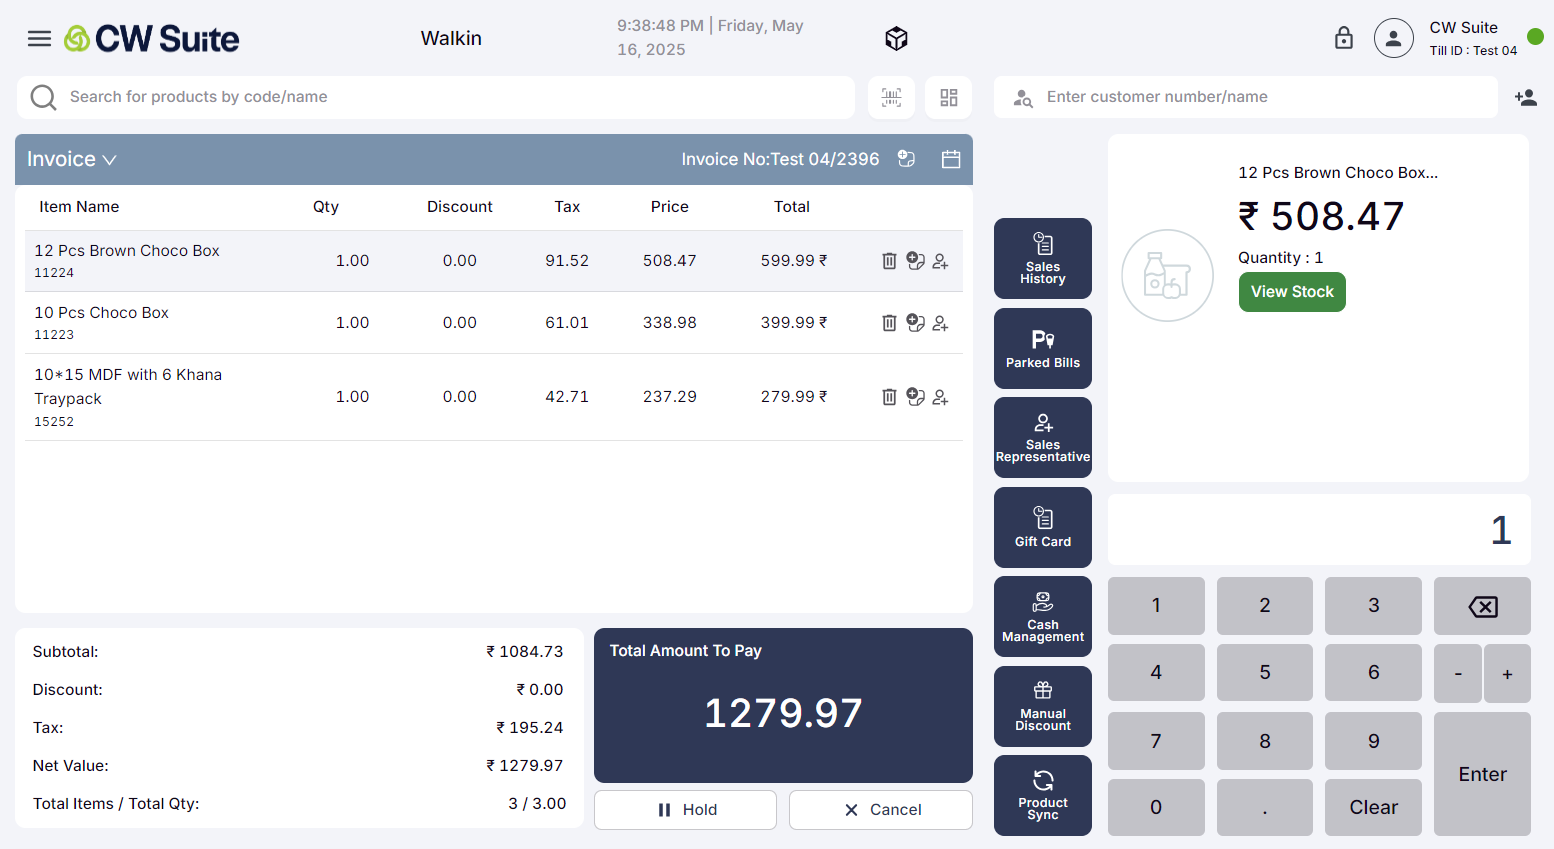 CW Suite
Walkin
9:38:48 PM | Friday, May
16, 2025
CW Suite
Till ID : Test 04
Search for products by code/name
Enter customer number/name
Invoice
Invoice No:Test 04/2396
Item Name Qty Discount Tax Price Total
12 Pcs Brown Choco Box
11224
1.00 0.00 91.52 508.47 599.99 ₹
10 Pcs Choco Box
11223
1.00 0.00 61.01 338.98 399.99 ₹
10*15 MDF with 6 Khana
Traypack
15252
1.00 0.00 42.71 237.29 279.99 ₹
Subtotal: ₹ 1084.73
Discount: ₹ 0.00
Tax: ₹ 195.24
Net Value: ₹ 1279.97
Total Items / Total Qty: 3 / 3.00
Total Amount To Pay
1279.97
Hold
Cancel
Sales
History
Parked Bills
Sales
Representative
Gift Card
Cash
Management
Manual
Discount
Product
Sync
12 Pcs Brown Choco Box...
₹ 508.47
Quantity : 1
View Stock
1
1 2 3
4 5 6 - +
7 8 9
Enter
0 . Clear